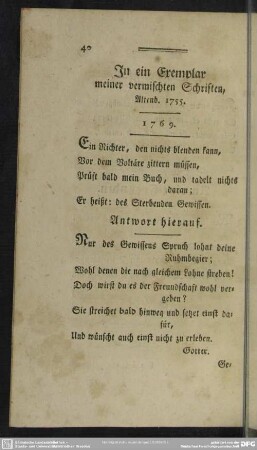 40
In ein Exemplar
meiner vermischten Schriften,
Altenb. 1755.
1769.
Ein Richter, den nichts blenden kann,
Vor dem Voltäre zittern müssen,
Prüft bald mein Buch, und tadelt nichts
daran;
Er heißt: des Sterbenden Gewissen.
Antwort hierauf.
Nur des Gewissens Spruch lohnt deine
Ruhmbegier;
Wohl denen die nach gleichem Lohne streben!
Doch wirst du es der Freundschaft wohl ver-
geben?
Sie streichet bald hinweg und setzet einst da-
für,
Und wünscht auch einst nicht zu erleben.
Gotter.
Ge-